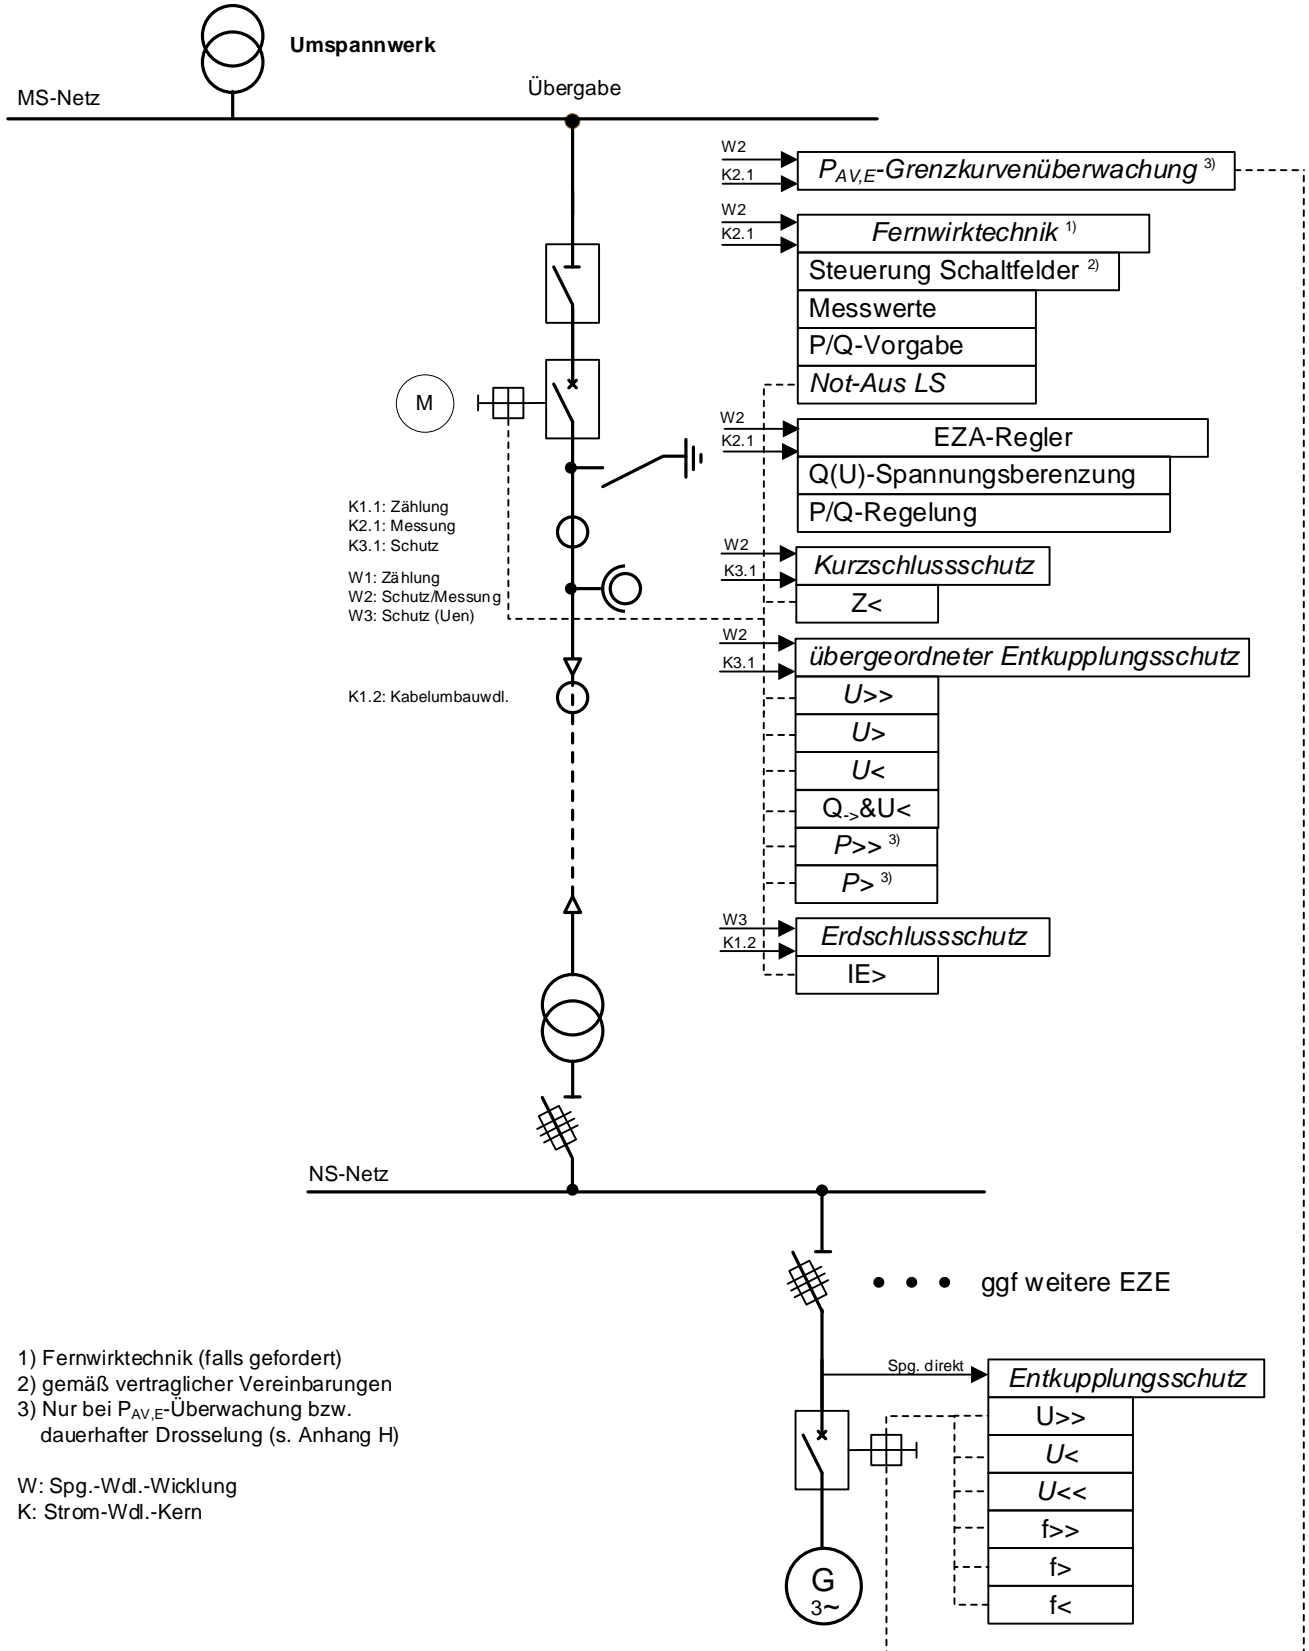 Umspannwerk
MS-Netz
Übergabe
W2
K2.1
P_AV,E-Grenzkurvenüberwachung 3)
W2
K2.1
Fernwirktechnik 1)
Steuerung Schaltfelder 2)
Messwerte
P/Q-Vorgabe
Not-Aus LS
M
W2
K2.1
EZA-Regler
Q(U)-Spannungsberenzung
P/Q-Regelung
K1.1: Zählung
K2.1: Messung
K3.1: Schutz
W1: Zählung
W2: Schutz/Messung
W3: Schutz (Uen)
W2
K3.1
Kurzschlussschutz
Z<
W2
K3.1
übergeordneter Entkupplungsschutz
U>>
U>
U<
Q->&U<
P>> 3)
P> 3)
K1.2: Kabelumbauwdl.
W3
K1.2
Erdschlussschutz
IE>
NS-Netz
ggf weitere EZE
Spg. direkt
Entkupplungsschutz
U>>
U<
U<<
f>>
f>
f<
G
3~
1) Fernwirktechnik (falls gefordert)
2) gemäß vertraglicher Vereinbarungen
3) Nur bei P_AV,E-Überwachung bzw.
dauerhafter Drosselung (s. Anhang H)
W: Spg.-Wdl.-Wicklung
K: Strom-Wdl.-Kern